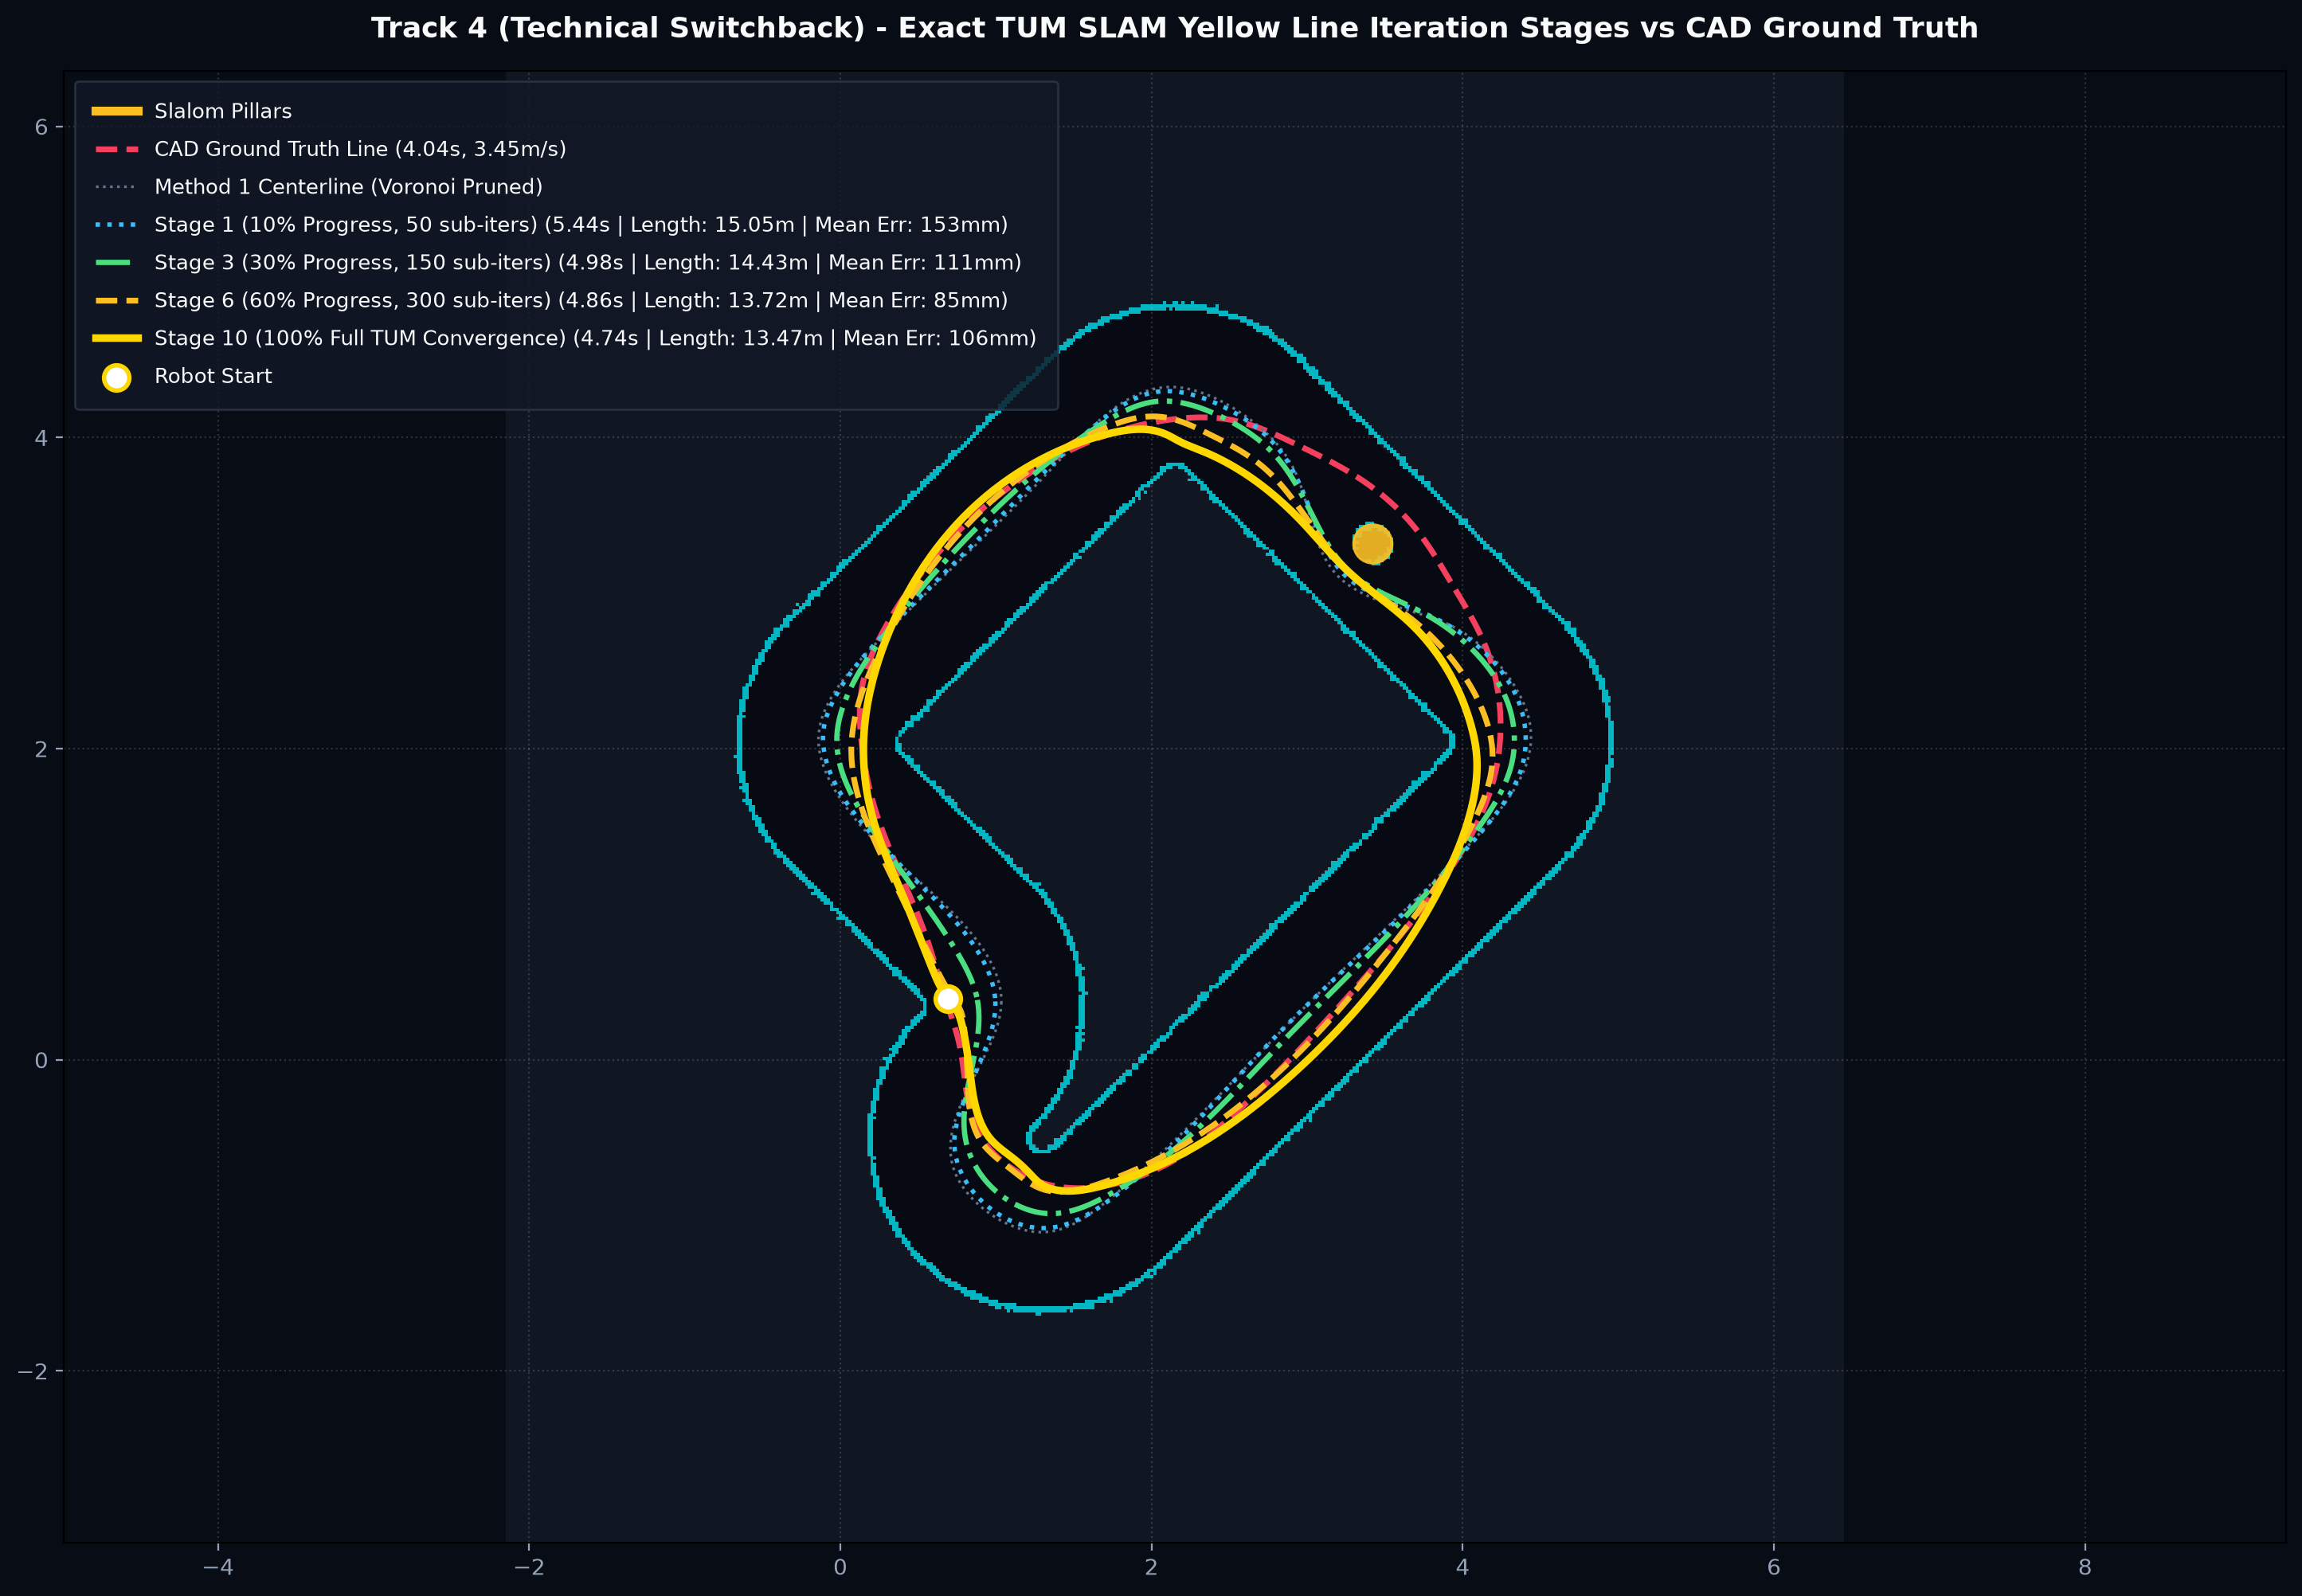 Track 4 (Technical Switchback) - Exact TUM SLAM Yellow Line Iteration Stages vs CAD Ground Truth
Slalom Pillars
CAD Ground Truth Line (4.04s, 3.45m/s)
Method 1 Centerline (Voronoi Pruned)
Stage 1 (10% Progress, 50 sub-iters) (5.44s | Length: 15.05m | Mean Err: 153mm)
Stage 3 (30% Progress, 150 sub-iters) (4.98s | Length: 14.43m | Mean Err: 111mm)
Stage 6 (60% Progress, 300 sub-iters) (4.86s | Length: 13.72m | Mean Err: 85mm)
Stage 10 (100% Full TUM Convergence) (4.74s | Length: 13.47m | Mean Err: 106mm)
Robot Start
6
4
2
0
−2
−4 −2 0 2 4 6 8